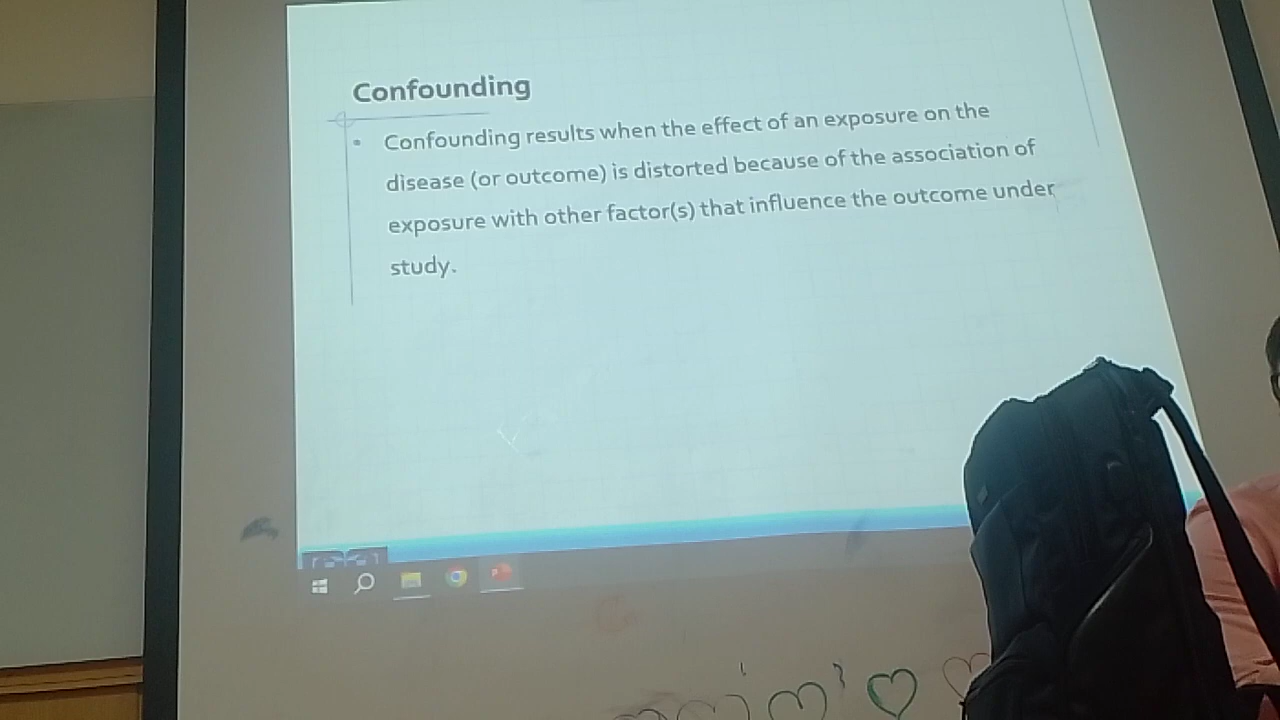 Confounding
• Confounding results when the effect of an exposure on the
disease (or outcome) is distorted because of the association of
exposure with other factor(s) that influence the outcome under
study.